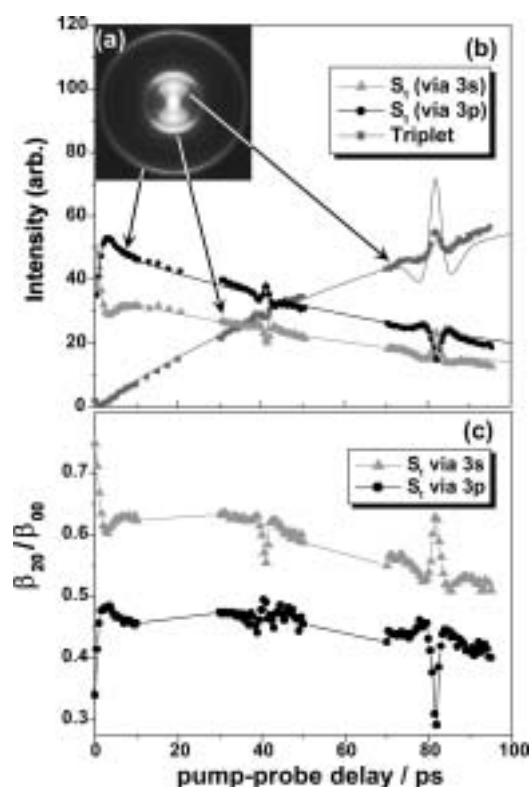 120
(a)
(b)
100
S₁ (via 3s)
S₁ (via 3p)
Triplet
80
60
40
20
0
Intensity (arb.)
(c)
S₁ via 3s
S₁ via 3p
0.7
0.6
0.5
0.4
0.3
β₂₀/β₀₀
0 20 40 60 80 100
pump-probe delay / ps